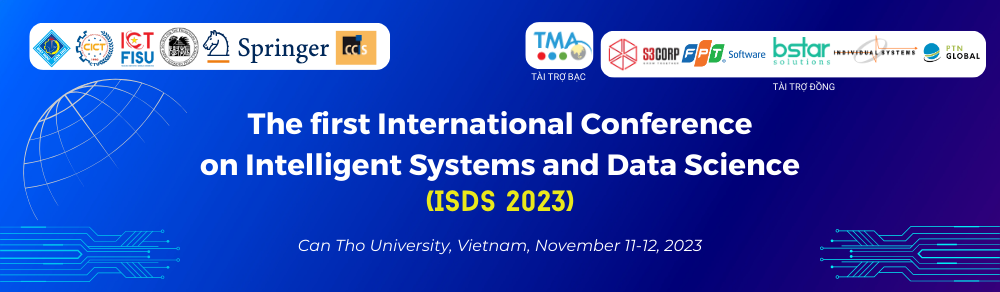 CICT
ICT
FISU
Springer
CCIS
TMA
TÀI TRỢ BẠC
S3CORP
FPT Software
bstar
solutions
INDIVIDUAL SYSTEMS
PTN
GLOBAL
TÀI TRỢ ĐỒNG
The first International Conference
on Intelligent Systems and Data Science
(ISDS 2023)
Can Tho University, Vietnam, November 11-12, 2023